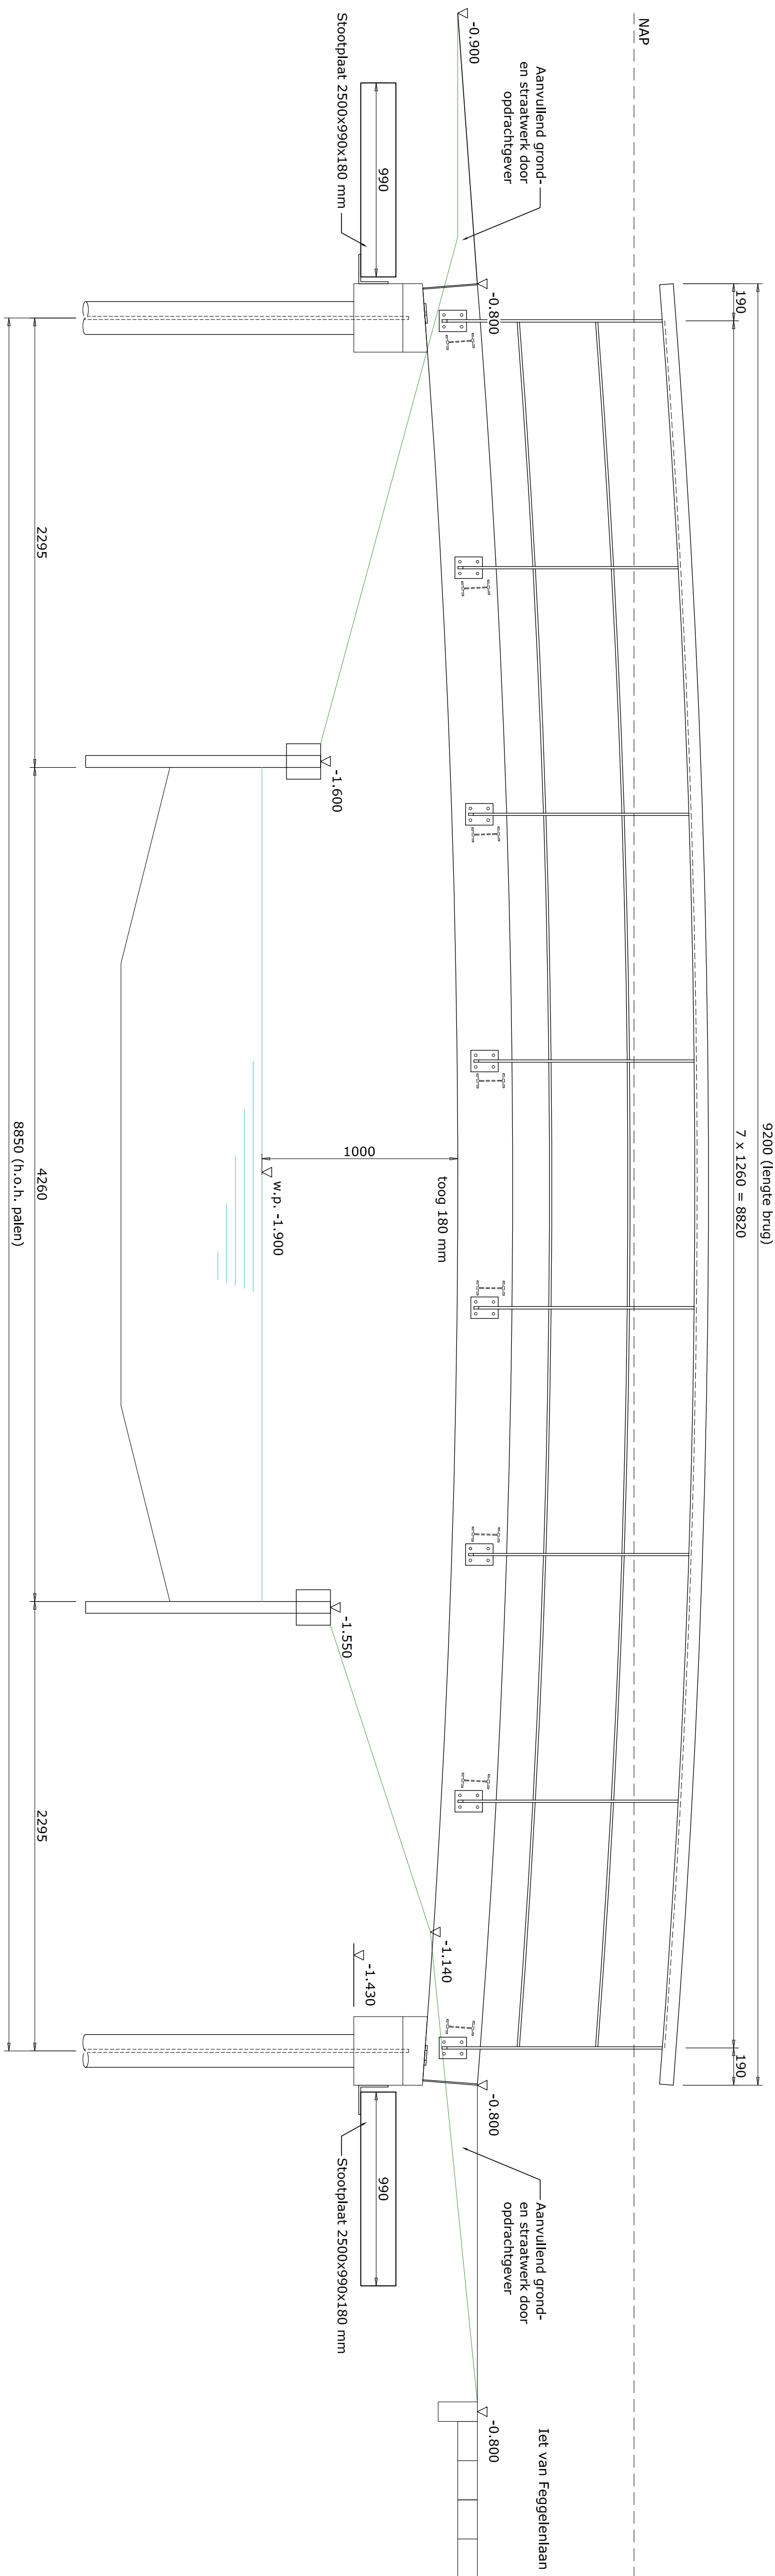 9200 (lengte brug)
190
7 x 1260 = 8820
190
NAP
-0.900
Aanvullend grond-
en straatwerk door
opdrachtgever
-0.800
Stootplaat 2500x990x180 mm
990
-1.600
toog 180 mm
1000
w.p. -1.900
-1.550
-1.140
-1.430
-0.800
Aanvullend grond-
en straatwerk door
opdrachtgever
990
Stootplaat 2500x990x180 mm
-0.800
Iet van Feggelenlaan
2295
4260
2295
8850 (h.o.h. palen)